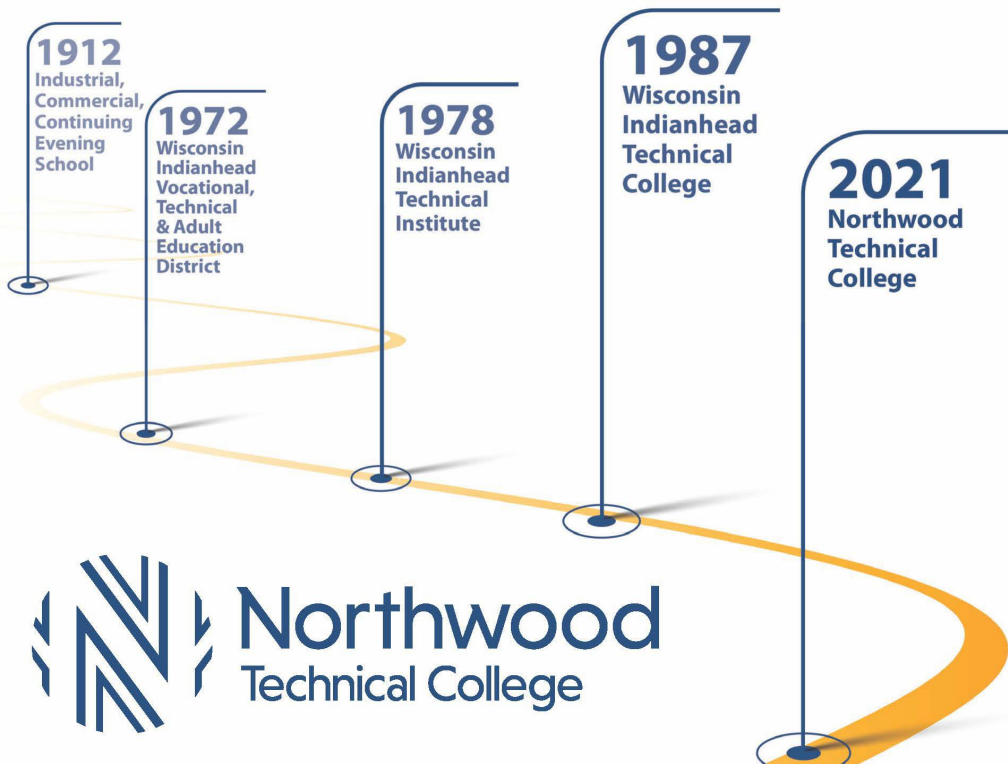 1912
Industrial,
Commercial,
Continuing
Evening
School
1972
Wisconsin
Indianhead
Vocational,
Technical
& Adult
Education
District
1978
Wisconsin
Indianhead
Technical
Institute
1987
Wisconsin
Indianhead
Technical
College
2021
Northwood
Technical
College
Northwood
Technical College